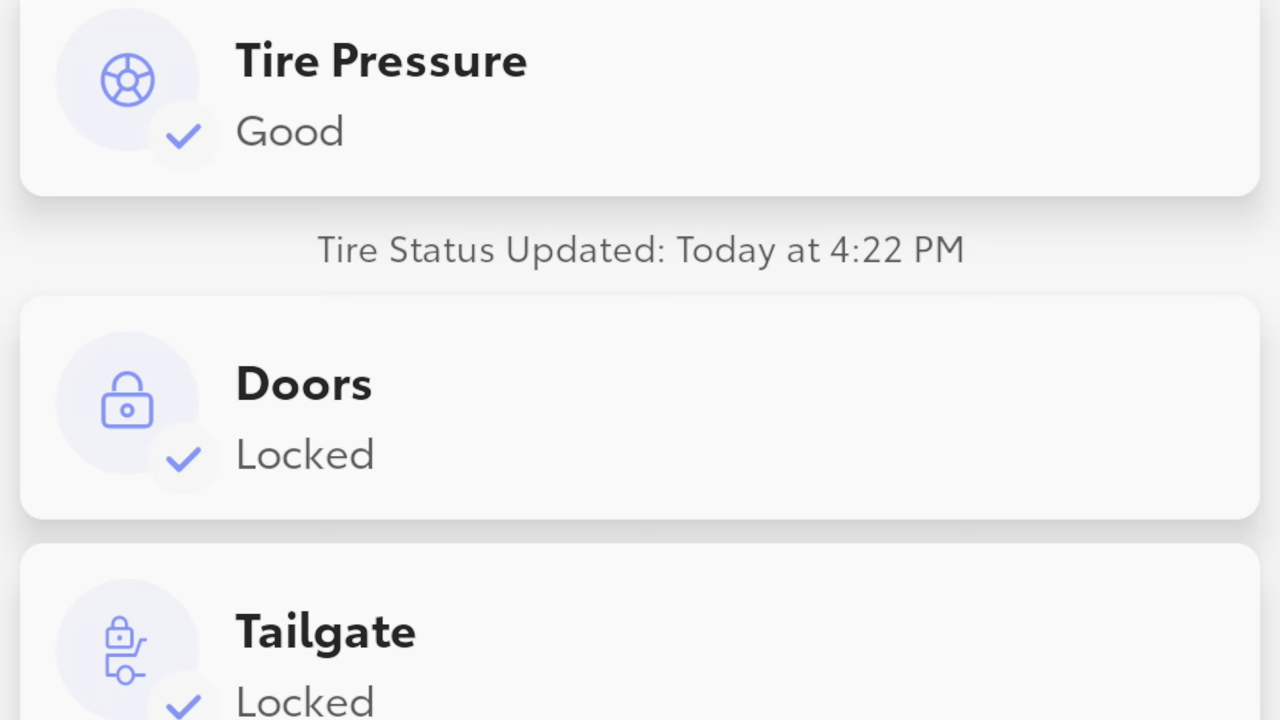 Tire Pressure
Good
Tire Status Updated: Today at 4:22 PM
Doors
Locked
Tailgate
Locked